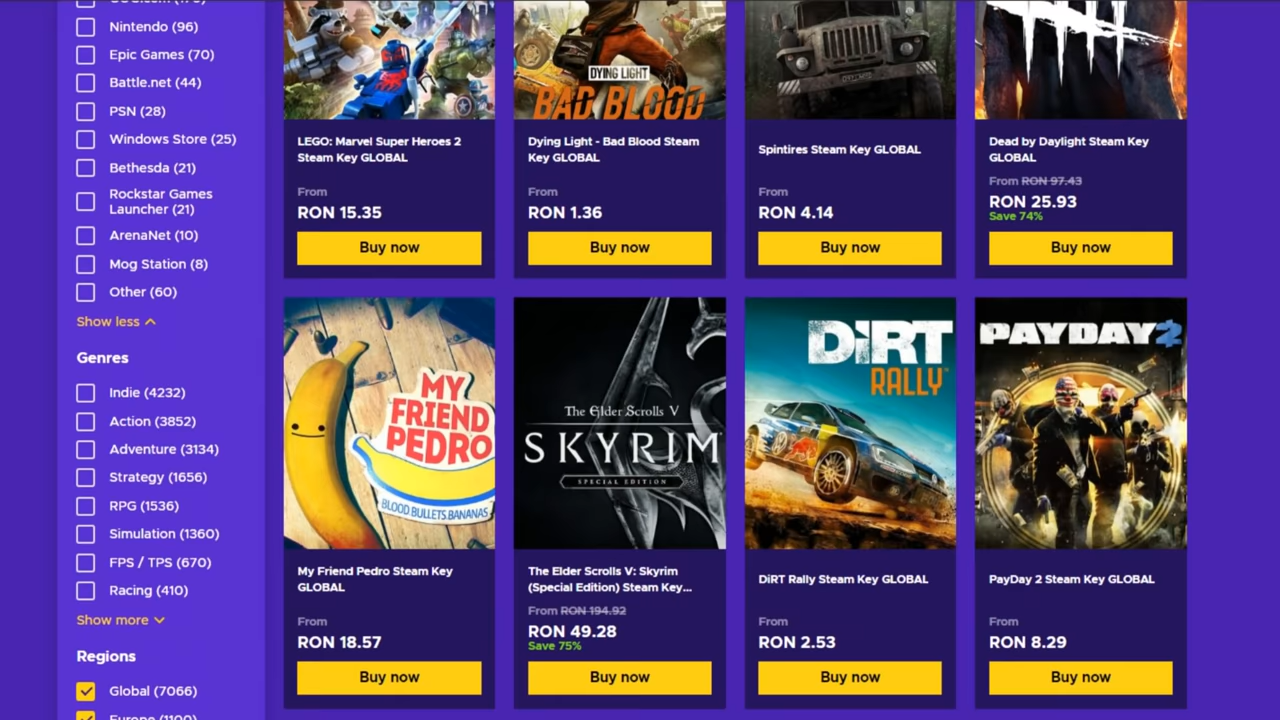 Nintendo (96)
Epic Games (70)
Battle.net (44)
PSN (28)
Windows Store (25)
Bethesda (21)
Rockstar Games
Launcher (21)
ArenaNet (10)
Mog Station (8)
Other (60)
Show less
Genres
Indie (4232)
Action (3852)
Adventure (3134)
Strategy (1656)
RPG (1536)
Simulation (1360)
FPS / TPS (670)
Racing (410)
Show more
Regions
Global (7066)
Europe (1100)
LEGO: Marvel Super Heroes 2
Steam Key GLOBAL
From
RON 15.35
Buy now
DYING LIGHT
BAD BLOOD
Dying Light - Bad Blood Steam
Key GLOBAL
From
RON 1.36
Buy now
Spintires Steam Key GLOBAL
From
RON 4.14
Buy now
Dead by Daylight Steam Key
GLOBAL
From RON 97.43
RON 25.93
Save 74%
Buy now
MY
FRIEND
PEDRO
BLOOD BULLETS BANANAS
My Friend Pedro Steam Key
GLOBAL
From
RON 18.57
Buy now
The Elder Scrolls V
SKYRIM
SPECIAL EDITION
The Elder Scrolls V: Skyrim
(Special Edition) Steam Key...
From RON 194.92
RON 49.28
Save 75%
Buy now
DiRT
RALLY
DiRT Rally Steam Key GLOBAL
From
RON 2.53
Buy now
PAYDAY 2
PayDay 2 Steam Key GLOBAL
From
RON 8.29
Buy now